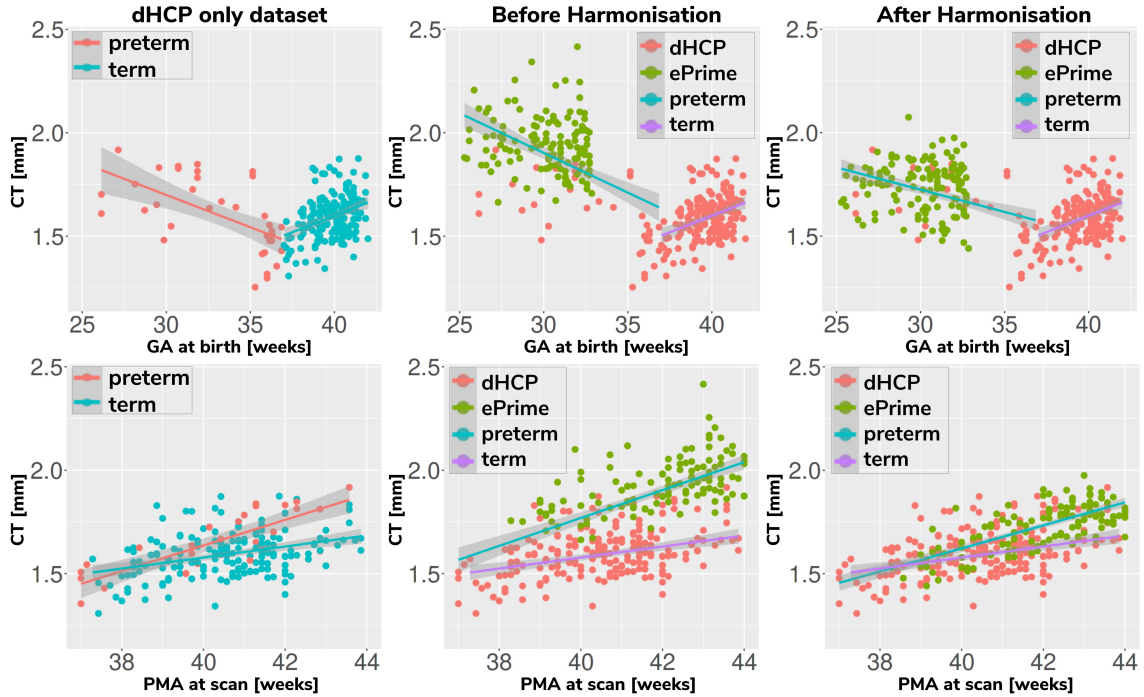 dHCP only dataset
Before Harmonisation
After Harmonisation
2.5
preterm
term
2.0
CT [mm]
1.5
25 30 35 40
GA at birth [weeks]
2.5
dHCP
ePrime
preterm
term
2.0
CT [mm]
1.5
25 30 35 40
GA at birth [weeks]
2.5
dHCP
ePrime
preterm
term
2.0
CT [mm]
1.5
25 30 35 40
GA at birth [weeks]
2.5
preterm
term
2.0
CT [mm]
1.5
38 40 42 44
PMA at scan [weeks]
2.5
dHCP
ePrime
preterm
term
2.0
CT [mm]
1.5
38 40 42 44
PMA at scan [weeks]
2.5
dHCP
ePrime
preterm
term
2.0
CT [mm]
1.5
38 40 42 44
PMA at scan [weeks]